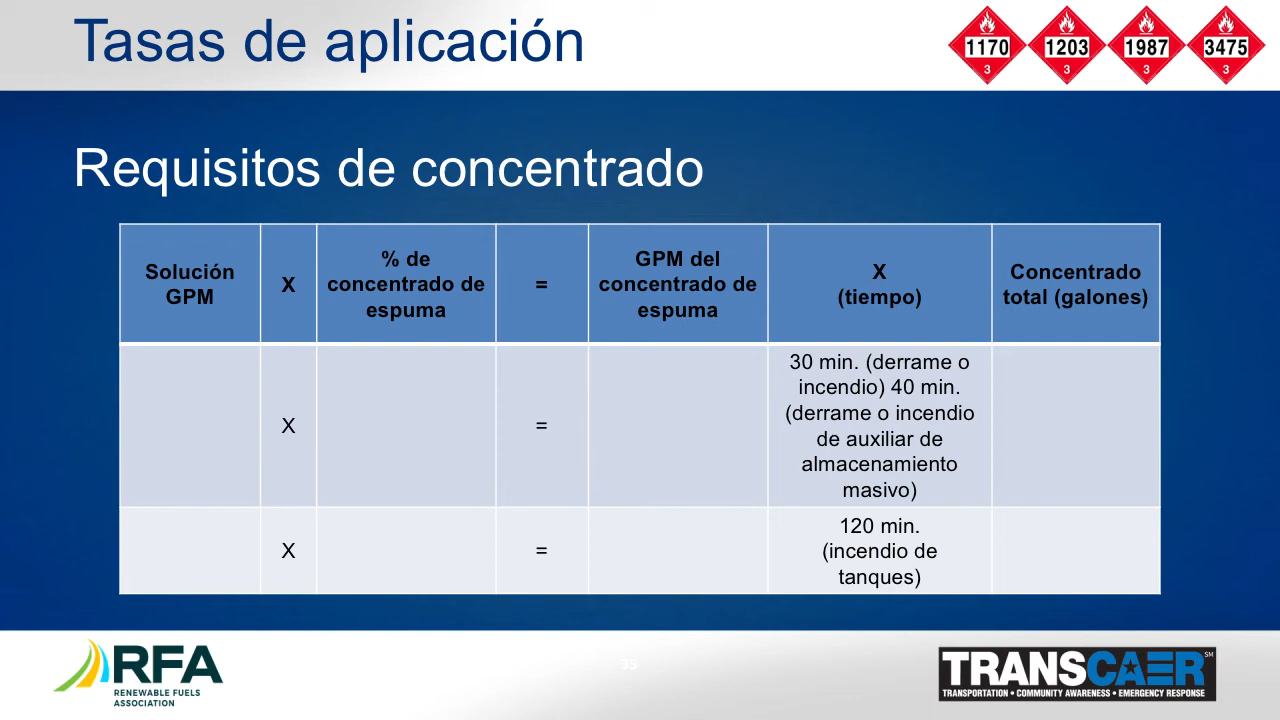 Tasas de aplicación
1170
3
1203
3
1987
3
3475
3
Requisitos de concentrado
Solución
GPM
X
% de
concentrado de
espuma
=
GPM del
concentrado de
espuma
X
(tiempo)
Concentrado
total (galones)
X
=
30 min. (derrame o
incendio) 40 min.
(derrame o incendio
de auxiliar de
almacenamiento
masivo)
X
=
120 min.
(incendio de
tanques)
RFA
RENEWABLE FUELS
ASSOCIATION
35
TRANSCAER SM
TRANSPORTATION • COMMUNITY AWARENESS • EMERGENCY RESPONSE